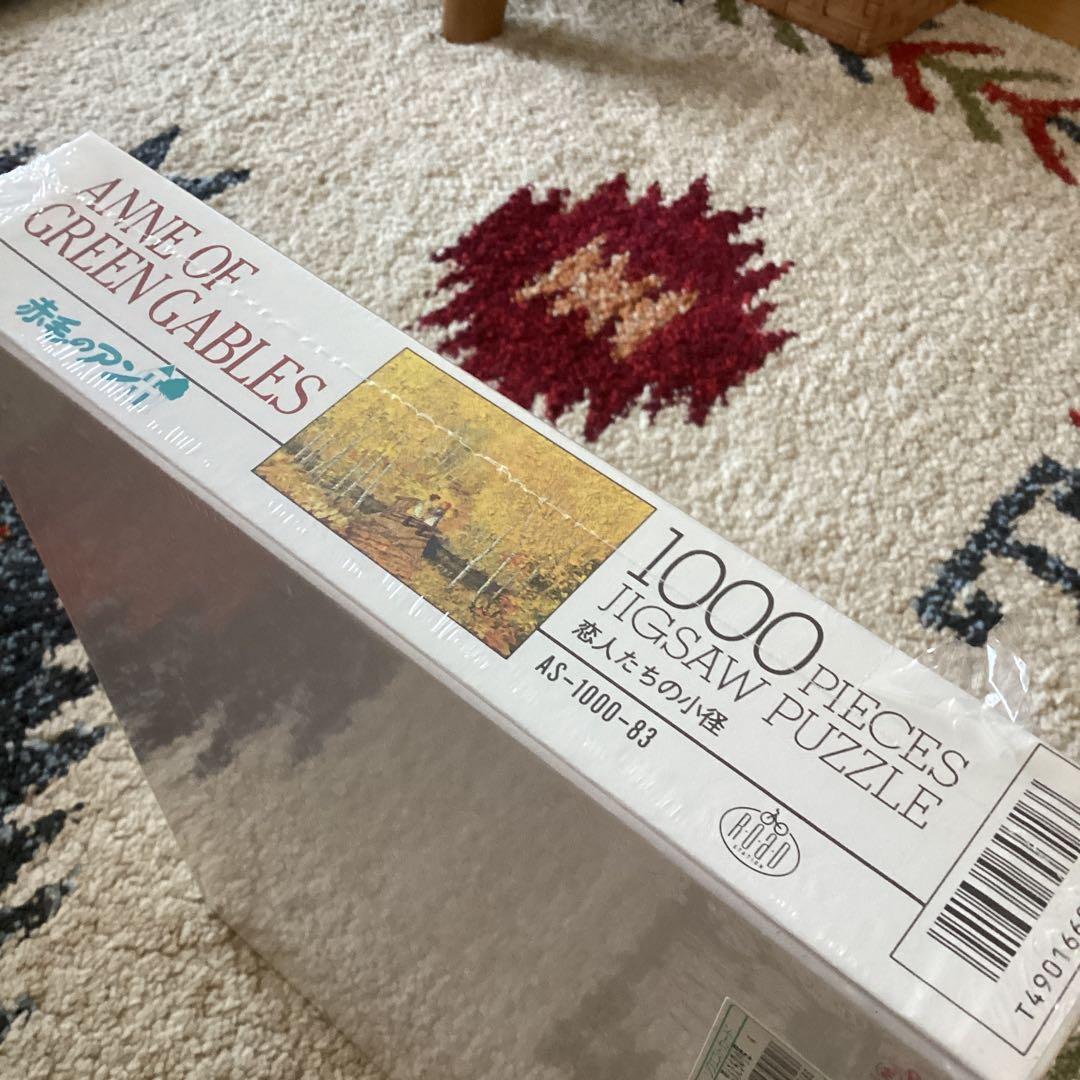 ANNE OF
GREEN GABLES
赤毛のアン
1000 PIECES
JIGSAW PUZZLE
恋人たちの小径
AS-1000-83
R·O·a·D
STATION
T490166